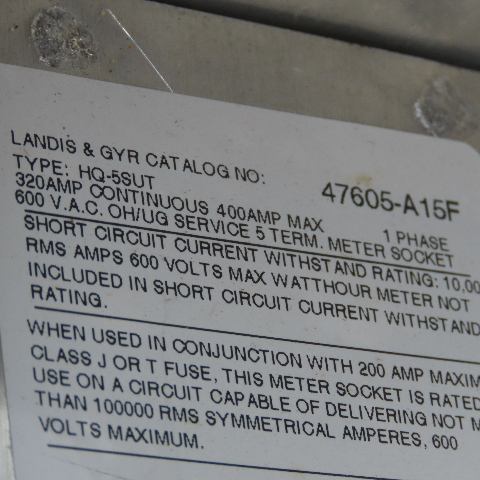 LANDIS & GYR CATALOG NO: 47605-A15F
TYPE: HQ-5SUT
320AMP CONTINUOUS 400AMP MAX 1 PHASE
600 V.A.C. OH/UG SERVICE 5 TERM. METER SOCKET
SHORT CIRCUIT CURRENT WITHSTAND RATING: 10,00
RMS AMPS 600 VOLTS MAX WATTHOUR METER NOT
INCLUDED IN SHORT CIRCUIT CURRENT WITHSTAND
RATING.
WHEN USED IN CONJUNCTION WITH 200 AMP MAXIM
CLASS J OR T FUSE, THIS METER SOCKET IS RATED
USE ON A CIRCUIT CAPABLE OF DELIVERING NOT M
THAN 100000 RMS SYMMETRICAL AMPERES, 600
VOLTS MAXIMUM.